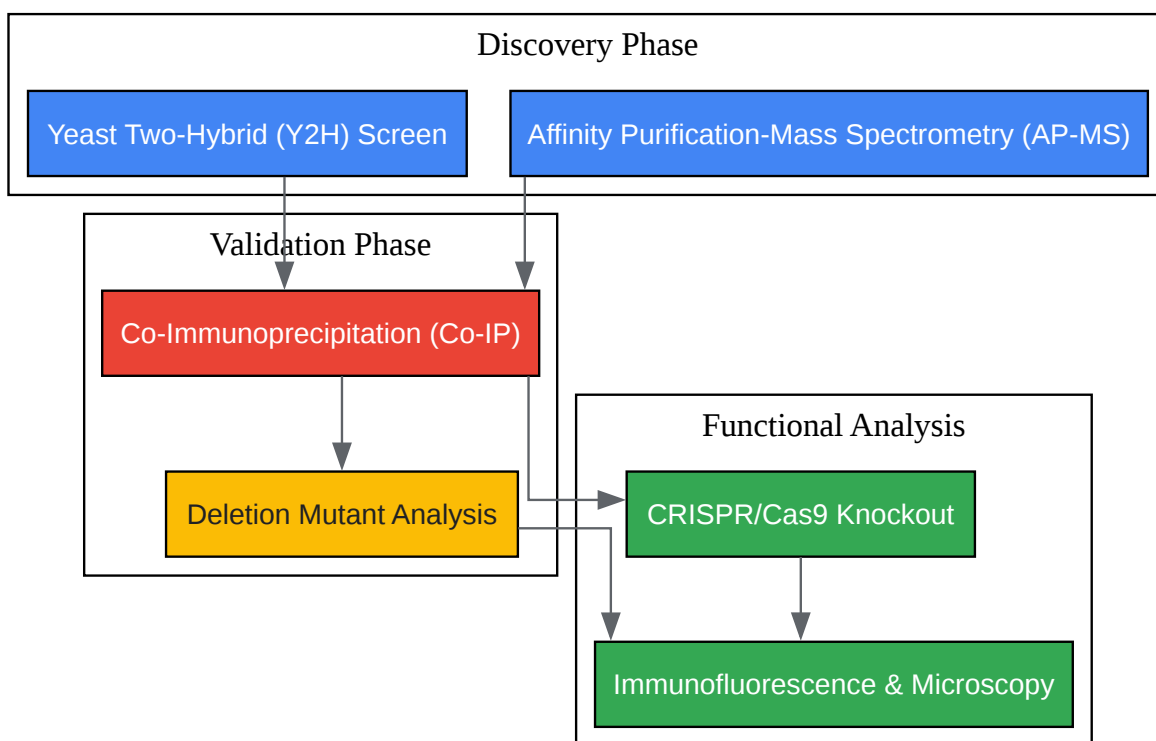 Discovery Phase
Yeast Two-Hybrid (Y2H) Screen
Affinity Purification-Mass Spectrometry (AP-MS)
Validation Phase
Co-Immunoprecipitation (Co-IP)
Deletion Mutant Analysis
Functional Analysis
CRISPR/Cas9 Knockout
Immunofluorescence & Microscopy